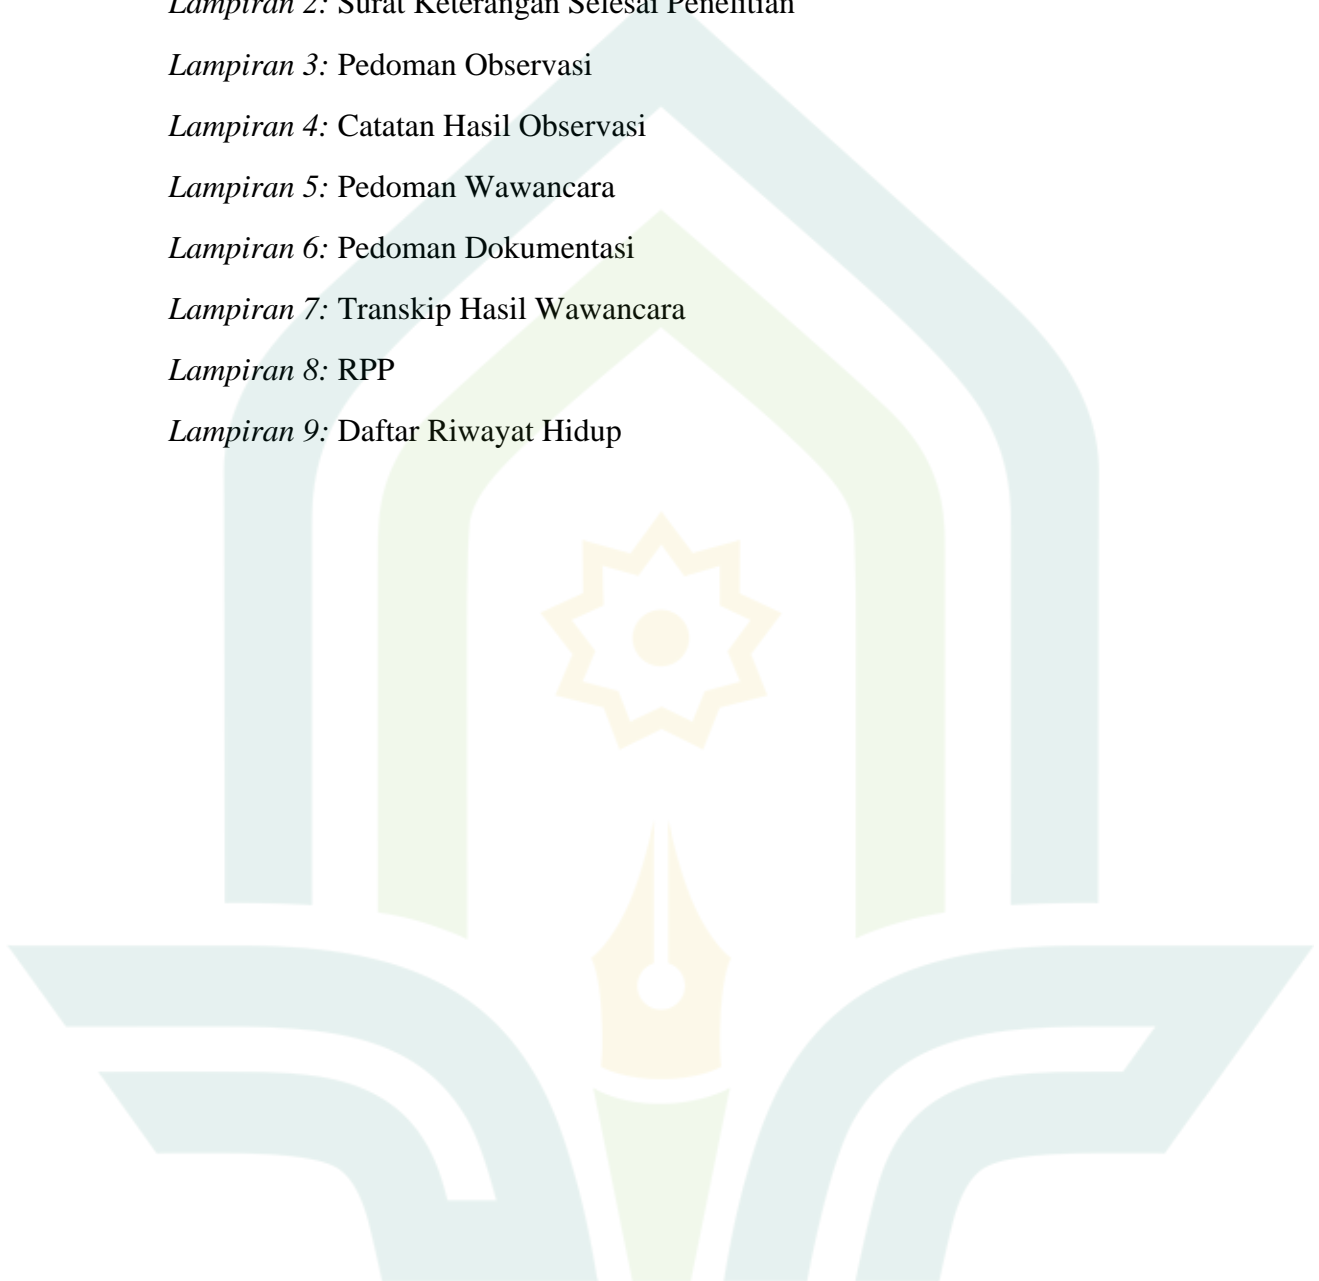 Lampiran 2: Surat Keterangan Selesai Penelitian
Lampiran 3: Pedoman Observasi
Lampiran 4: Catatan Hasil Observasi
Lampiran 5: Pedoman Wawancara
Lampiran 6: Pedoman Dokumentasi
Lampiran 7: Transkip Hasil Wawancara
Lampiran 8: RPP
Lampiran 9: Daftar Riwayat Hidup